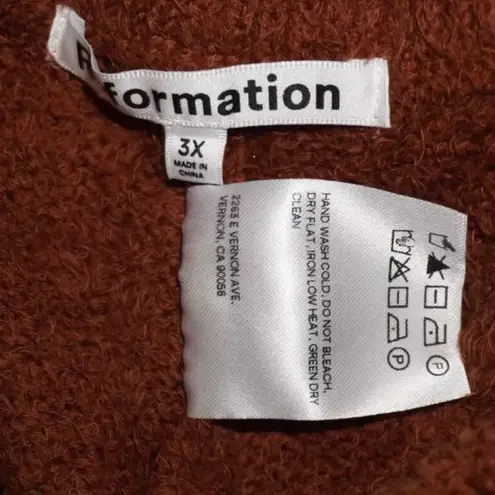 Reformation
3X
MADE IN
CHINA
2263 E VERNON AVE.
VERNON, CA 90058
HAND WASH COLD, DO NOT BLEACH,
DRY FLAT, IRON LOW HEAT, GREEN DRY
CLEAN
P
P